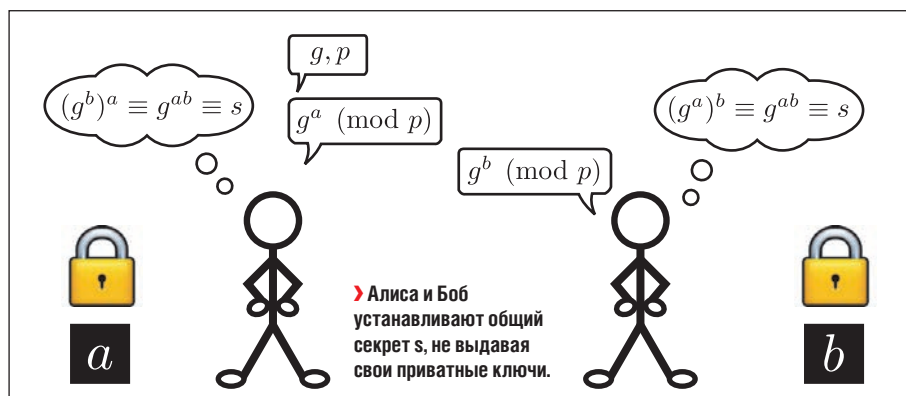 g, p
(g^b)^a ≡ g^{ab} ≡ s
g^a (mod p)
(g^a)^b ≡ g^{ab} ≡ s
g^b (mod p)
❯ Алиса и Боб
устанавливают общий
секрет s, не выдавая
свои приватные ключи.
a
b